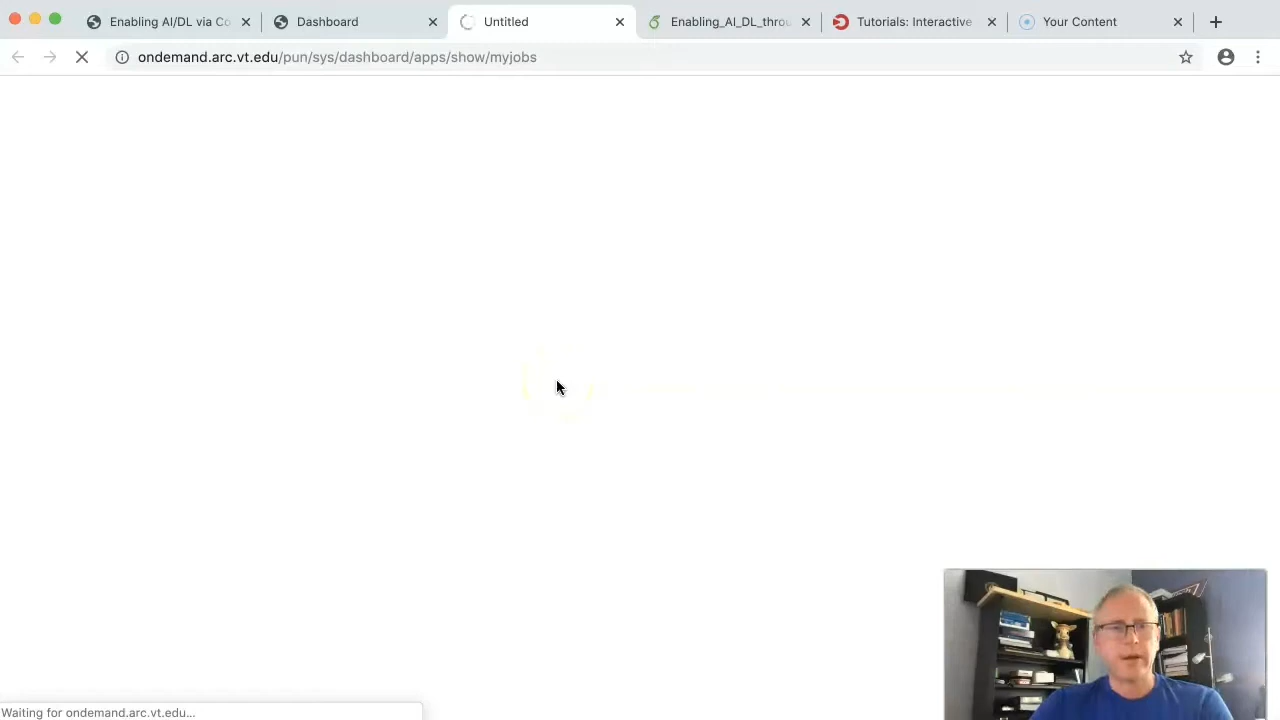 Enabling AI/DL via Co
Dashboard
Untitled
Enabling_AI_DL_throu
Tutorials: Interactive
Your Content
ondemand.arc.vt.edu/pun/sys/dashboard/apps/show/myjobs
Waiting for ondemand.arc.vt.edu...